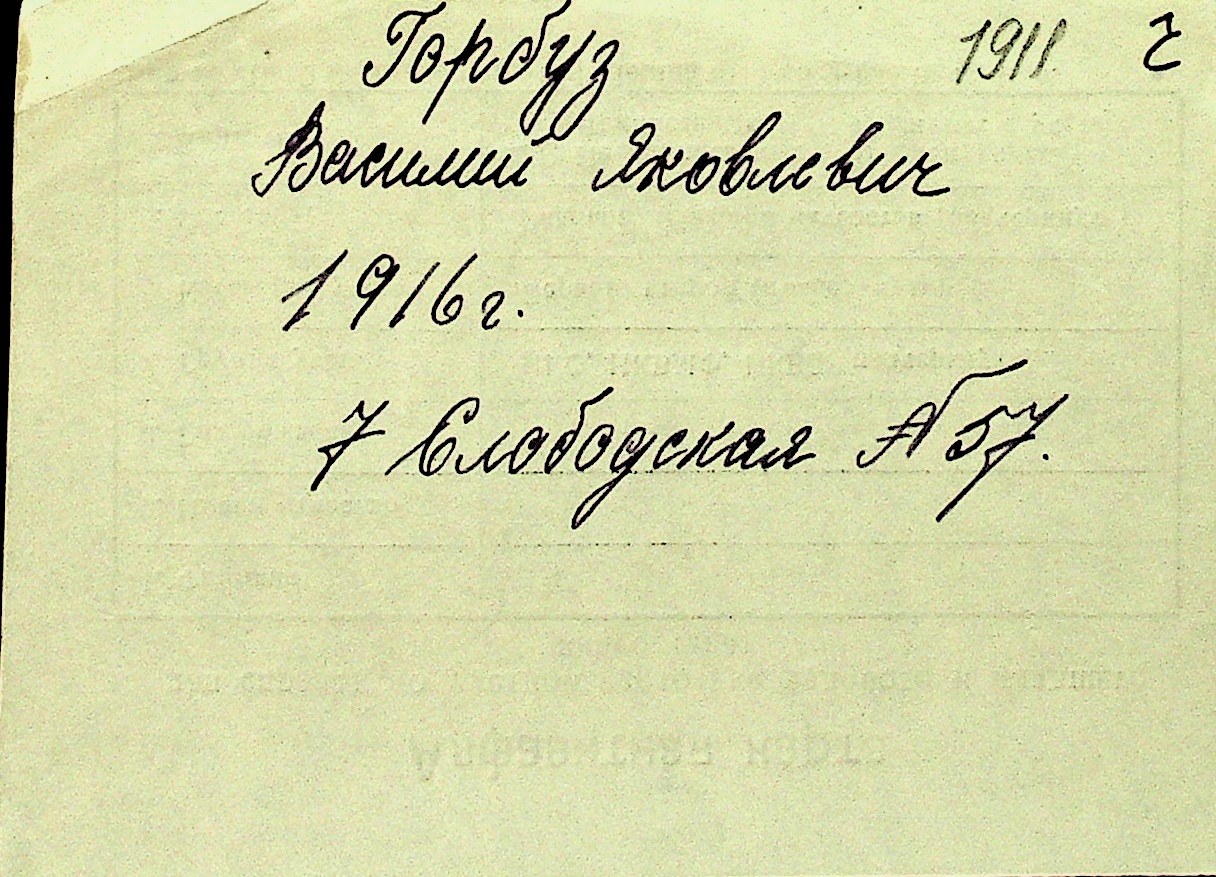 Горбуз 1911 г
Василий Яковлевич
1916г.
7 Слободская № 57.